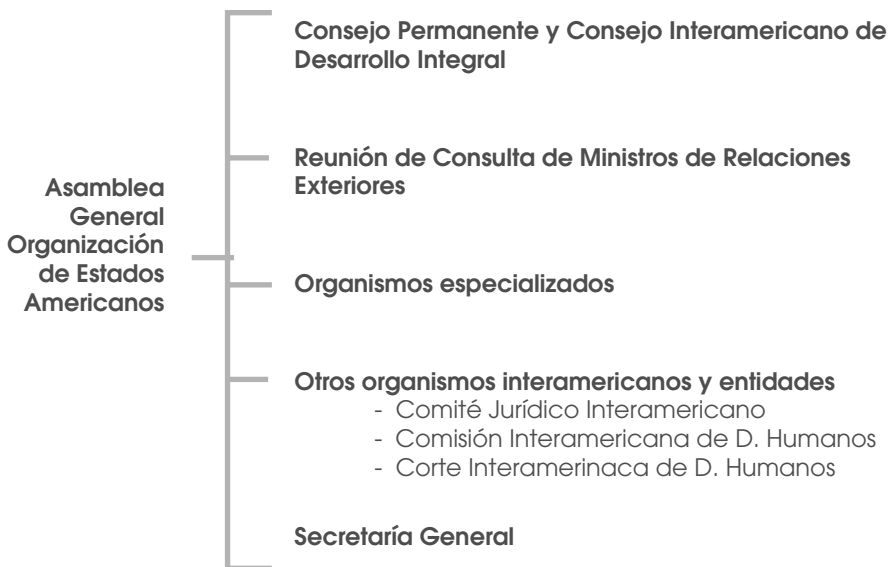 Consejo Permanente y Consejo Interamericano de
Desarrollo Integral
Reunión de Consulta de Ministros de Relaciones
Exteriores
Asamblea
General
Organización
de Estados
Americanos
Organismos especializados
Otros organismos interamericanos y entidades
- Comité Jurídico Interamericano
- Comisión Interamericana de D. Humanos
- Corte Interamerinaca de D. Humanos
Secretaría General